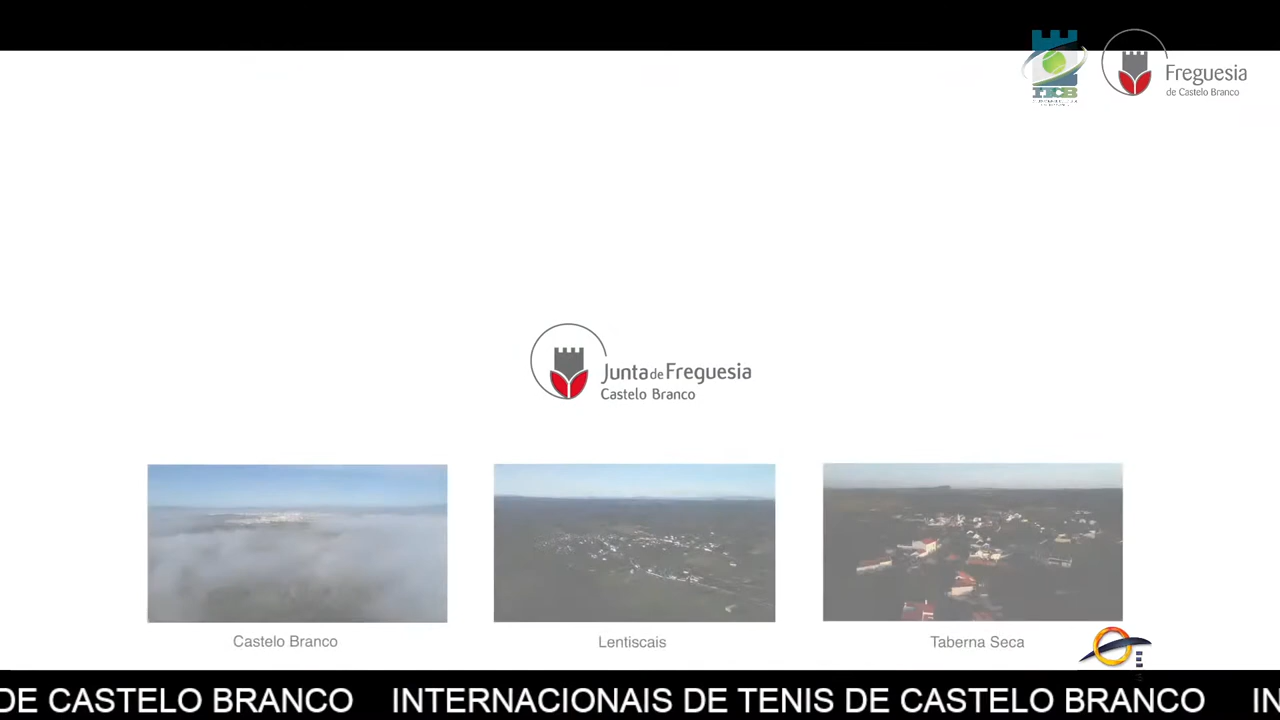 ITCB
Freguesia
de Castelo Branco
Junta de Freguesia
Castelo Branco
Castelo Branco
Lentiscais
Taberna Seca
DE CASTELO BRANCO INTERNACIONAIS DE TENIS DE CASTELO BRANCO IN